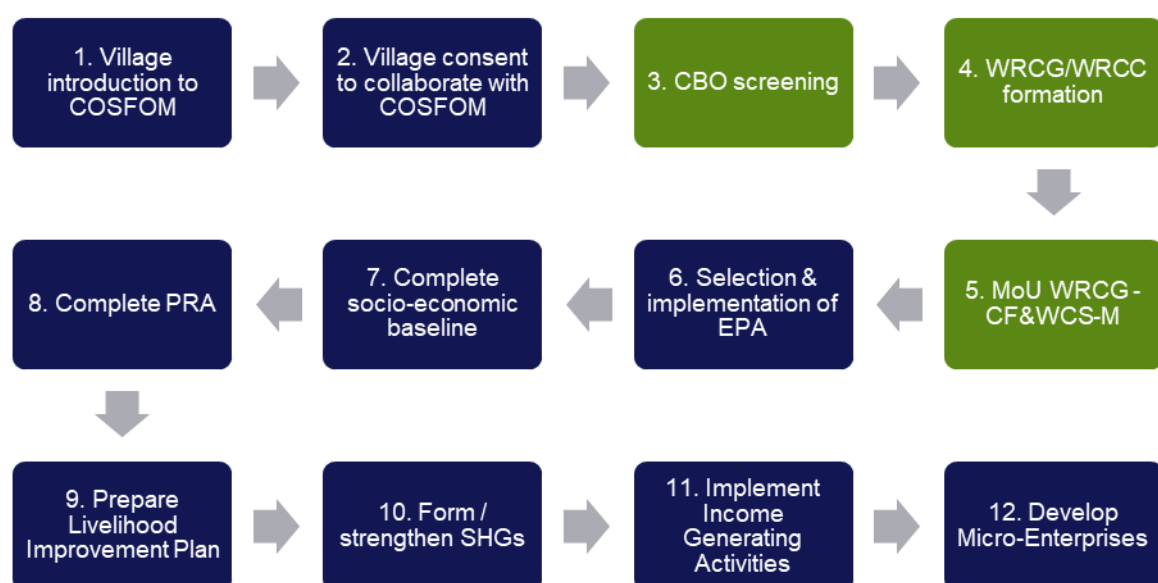 1. Village
introduction to
COSFOM
2. Village consent
to collaborate with
COSFOM
3. CBO screening
4. WRCG/WRCC
formation
5. MoU WRCG -
CF&WCS-M
6. Selection &
implementation of
EPA
7. Complete
socio-economic
baseline
8. Complete PRA
9. Prepare
Livelihood
Improvement Plan
10. Form /
strengthen SHGs
11. Implement
Income
Generating
Activities
12. Develop
Micro-Enterprises